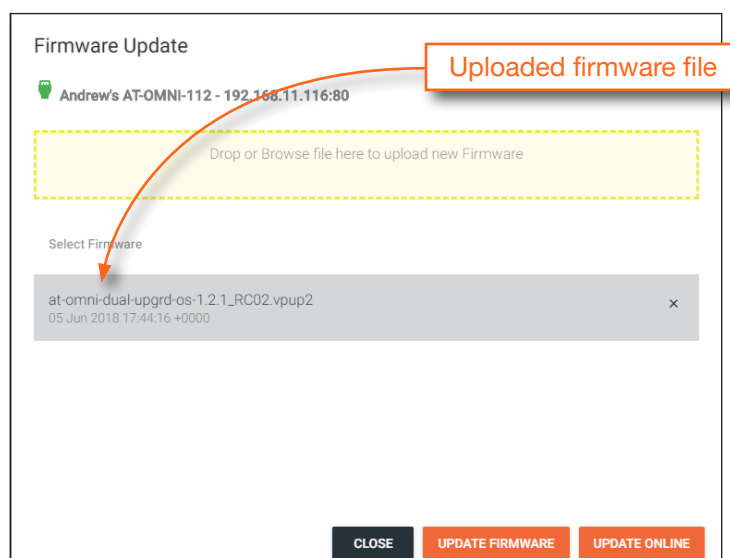 Firmware Update
Uploaded firmware file
Andrew's AT-OMNI-112 - 192.168.11.116:80
Drop or Browse file here to upload new Firmware
Select Firmware
at-omni-dual-upgrd-os-1.2.1_RC02.vpup2
05 Jun 2018 17:44:16 +0000
×
CLOSE UPDATE FIRMWARE UPDATE ONLINE